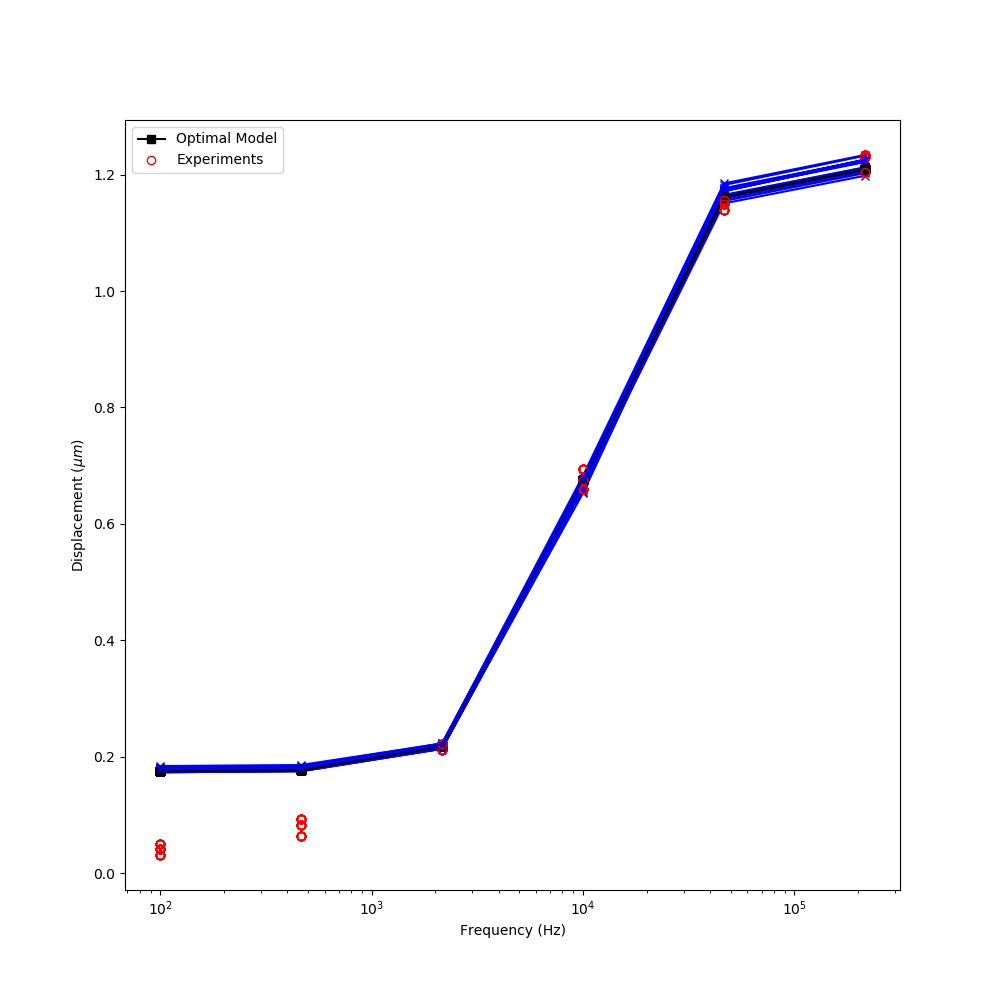 Optimal Model
Experiments
1.2
1.0
0.8
0.6
0.4
0.2
0.0
Displacement (μm)
10²
10³
10⁴
10⁵
Frequency (Hz)